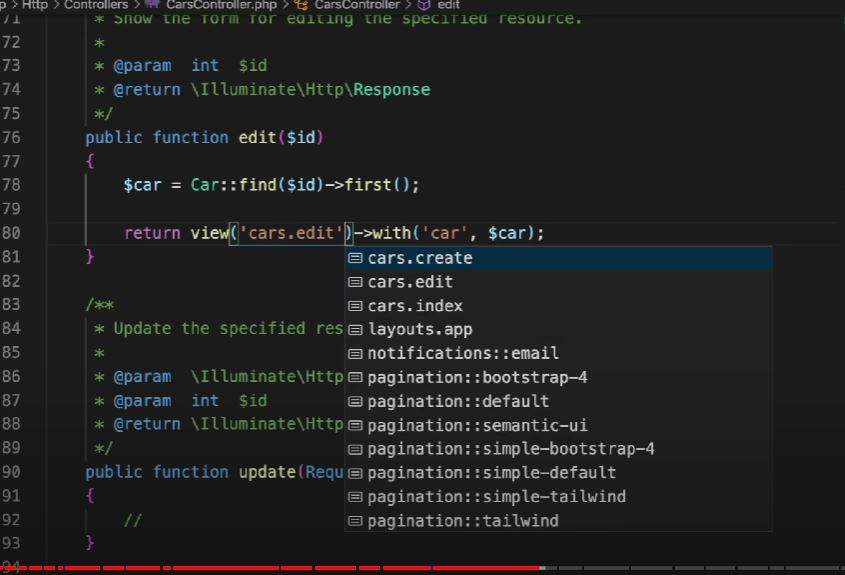 p > Http > Controllers > CarsController.php > CarsController > edit
71 * Show the form for editing the specified resource.
72 *
73 * @param  int  $id
74 * @return \Illuminate\Http\Response
75 */
76 public function edit($id)
77 {
78 $car = Car::find($id)->first();
79
80 return view('cars.edit')->with('car', $car);
81 }
cars.create
cars.edit
cars.index
layouts.app
notifications::email
pagination::bootstrap-4
pagination::default
pagination::semantic-ui
pagination::simple-bootstrap-4
pagination::simple-default
pagination::simple-tailwind
pagination::tailwind
82
83 /**
84 * Update the specified res
85 *
86 * @param  \Illuminate\Http
87 * @param  int  $id
88 * @return \Illuminate\Http
89 */
90 public function update(Requ
91 {
92 //
93 }
94